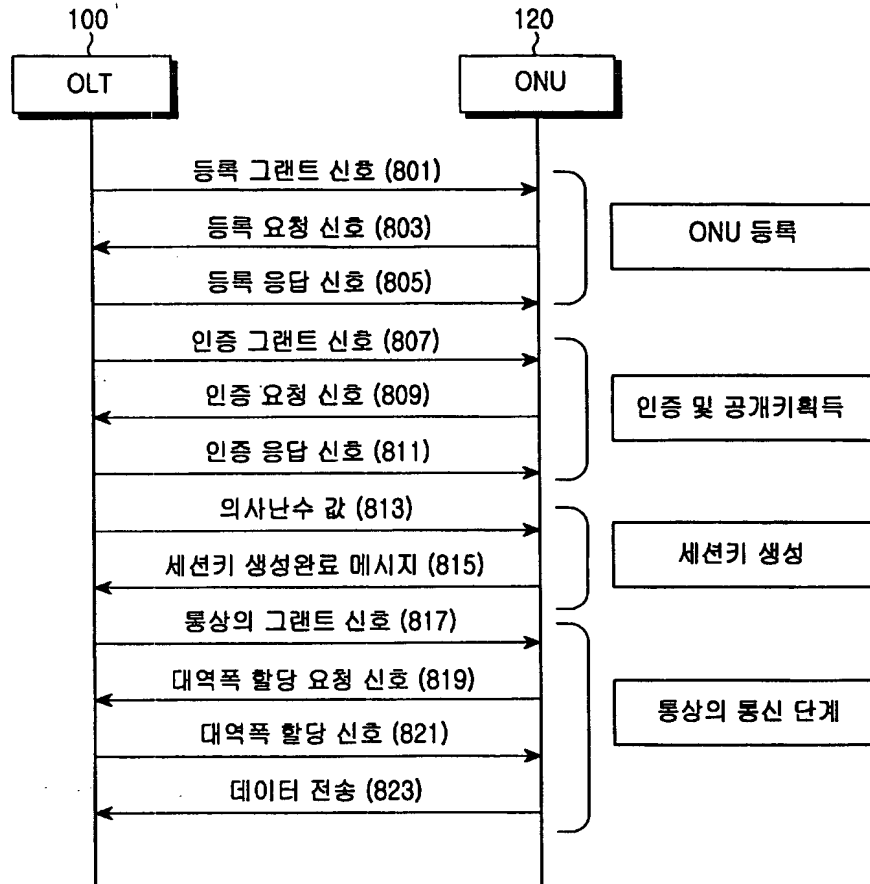 100
120
OLT
ONU
등록 그랜트 신호 (801)
등록 요청 신호 (803)
ONU 등록
등록 응답 신호 (805)
인증 그랜트 신호 (807)
인증 요청 신호 (809)
인증 및 공개키획득
인증 응답 신호 (811)
의사난수 값 (813)
세션키 생성
세션키 생성완료 메시지 (815)
통상의 그랜트 신호 (817)
대역폭 할당 요청 신호 (819)
통상의 통신 단계
대역폭 할당 신호 (821)
데이터 전송 (823)